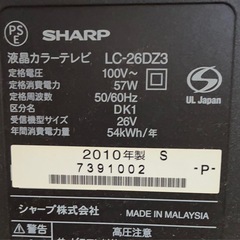 PS
E
SHARP
液晶カラーテレビ LC-26DZ3
定格電圧 100V~
定格消費電力 57W
定格周波数 50/60Hz
区分名 DK1
受信機型サイズ 26V
年間消費電力量 54kWh/年
UL Japan
2010年製 S
7391002 -P-
シャープ株式会社 MADE IN MALAYSIA
高圧注意